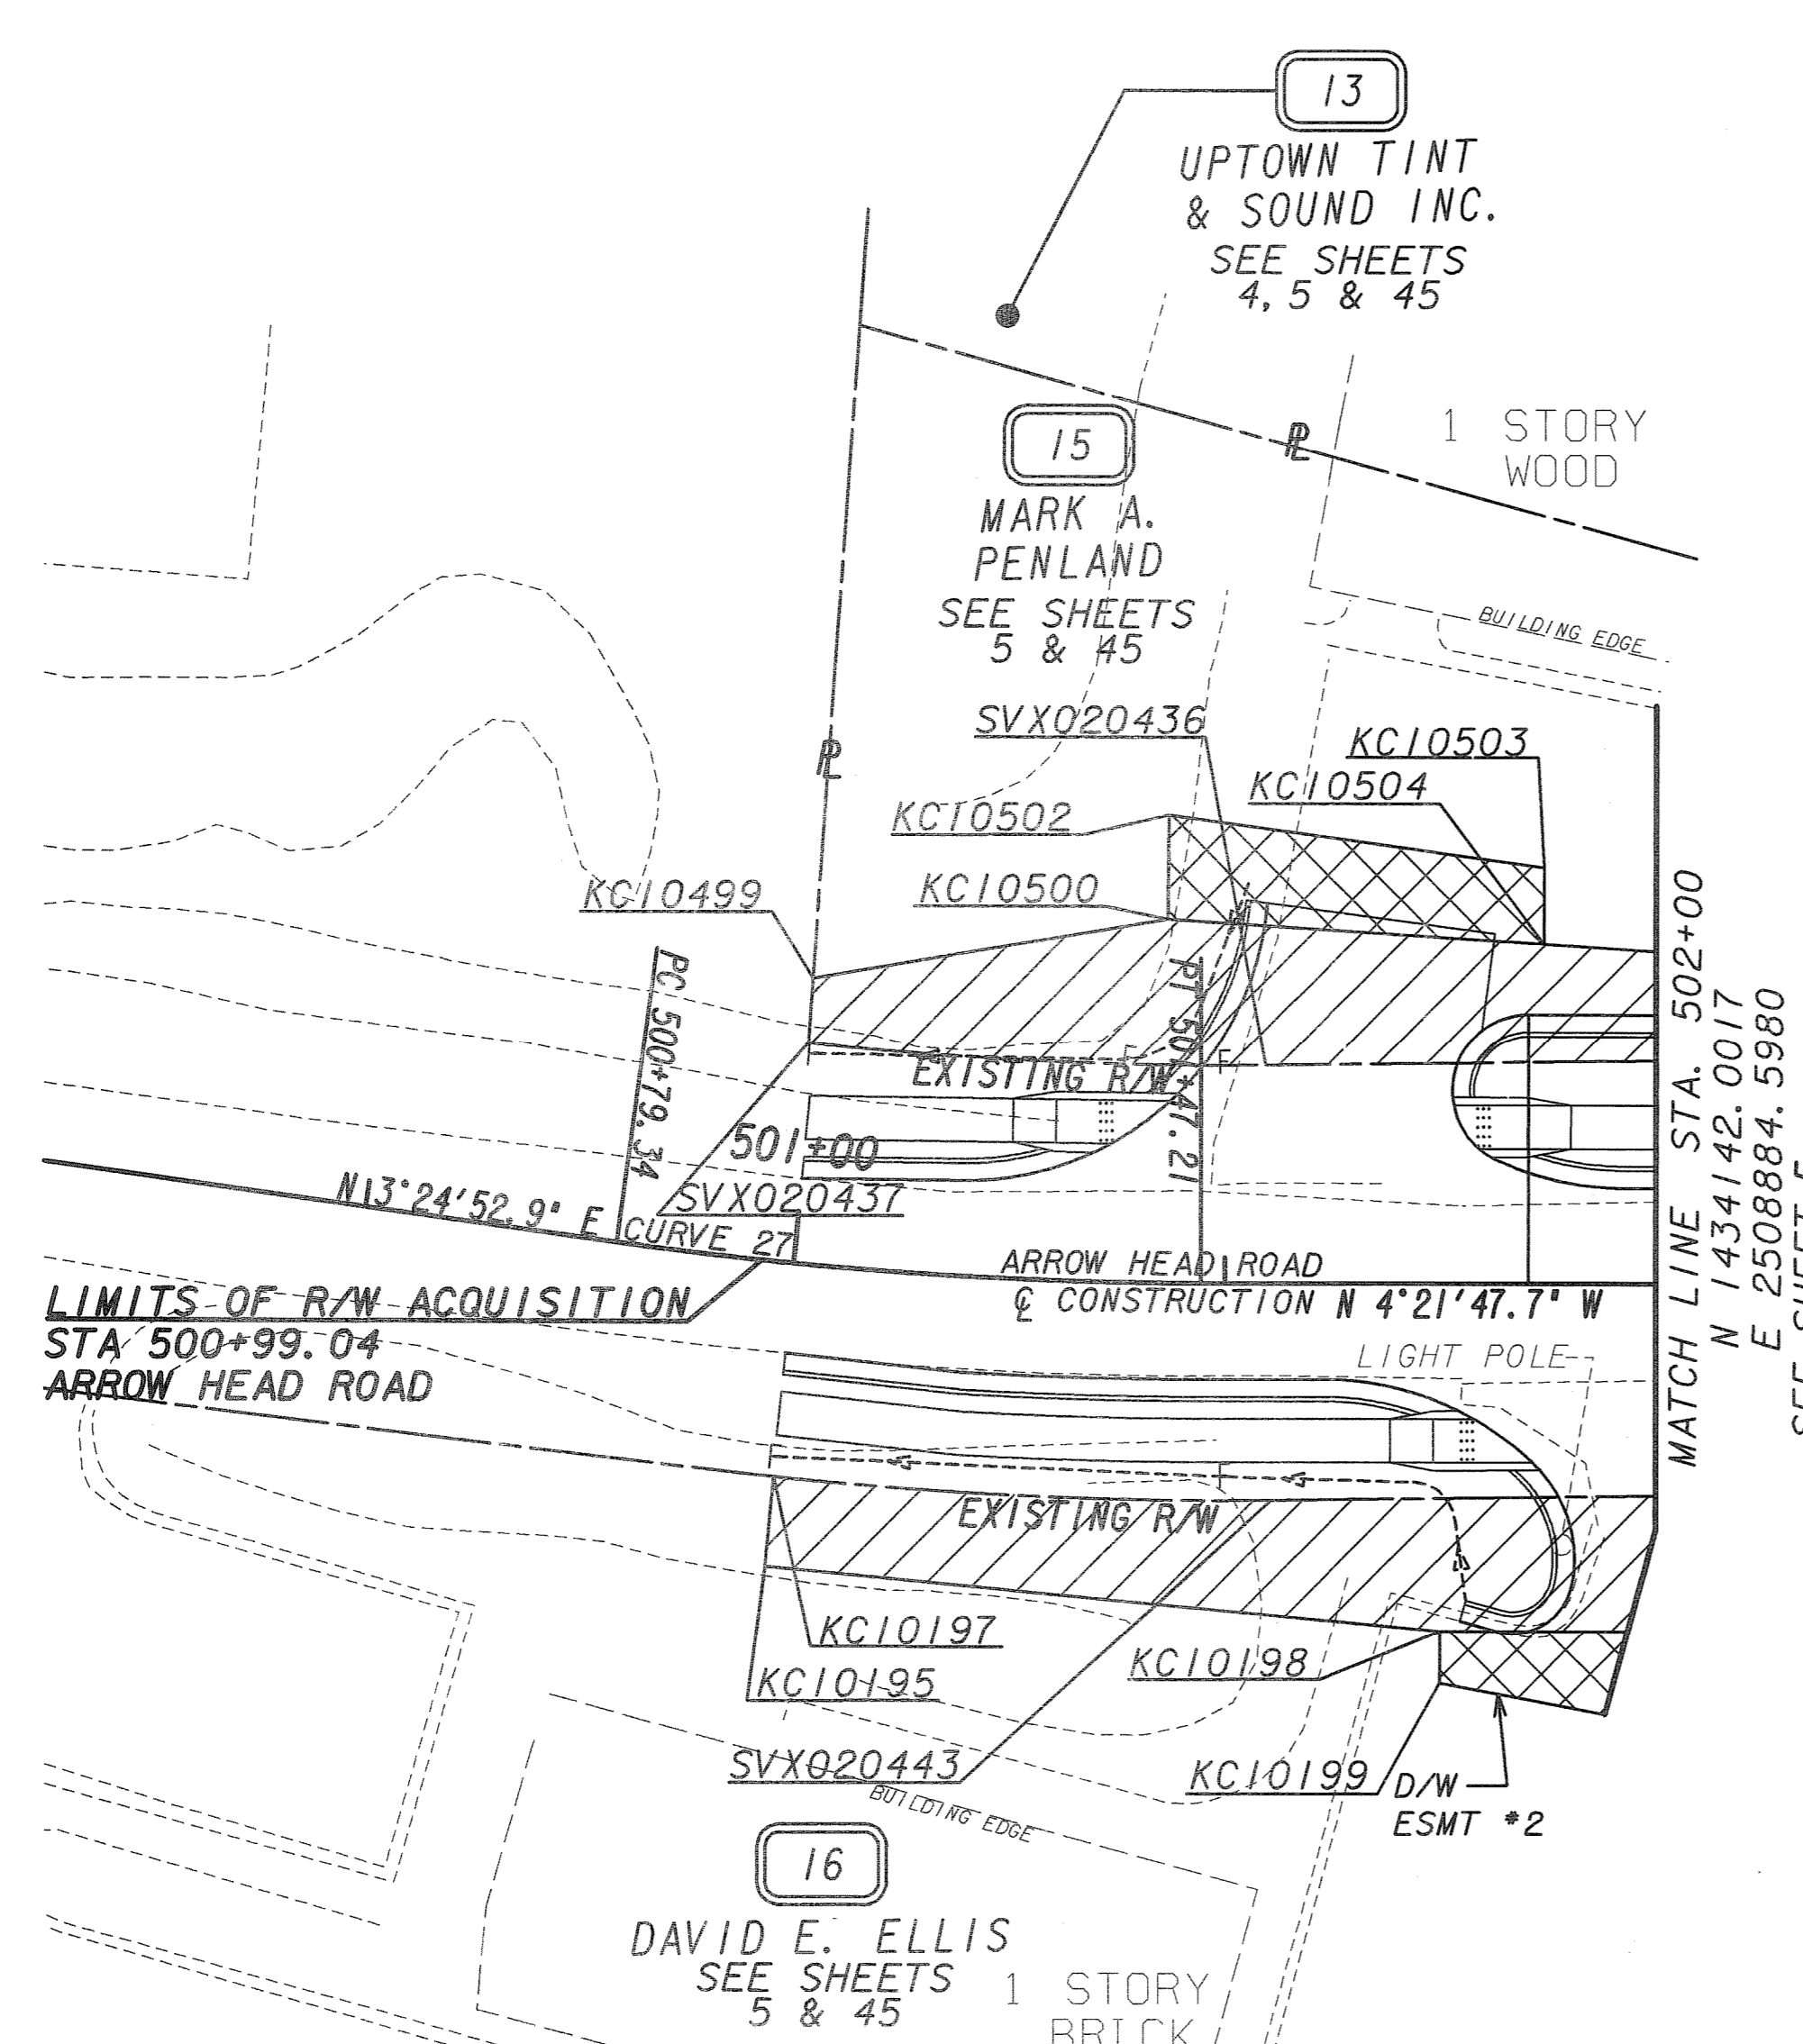 13
UPTOWN TINT
& SOUND INC.
SEE SHEETS
4, 5 & 45
15
MARK A.
PENLAND
SEE SHEETS
5 & 45
PL
1 STORY
WOOD
BUILDING EDGE
PL
SVX020436
KC10503
KC10504
KC10502
KC10500
KC10499
PC 500+79.34
PT 501+47.21
EXISTING R/W
501+00
SVX020437
N13°24'52.9" E
CURVE 27
ARROW HEAD ROAD
℄ CONSTRUCTION N 4°21'47.7" W
LIMITS OF R/W ACQUISITION
STA 500+99.04
ARROW HEAD ROAD
MATCH LINE STA. 502+00
N 1434142.0017
E 2508884.5980
LIGHT POLE
EXISTING R/W
KC10197
KC10195
KC10198
SVX020443
KC10199
D/W
ESMT #2
BUILDING EDGE
16
DAVID E. ELLIS
SEE SHEETS
5 & 45
1 STORY
BRICK